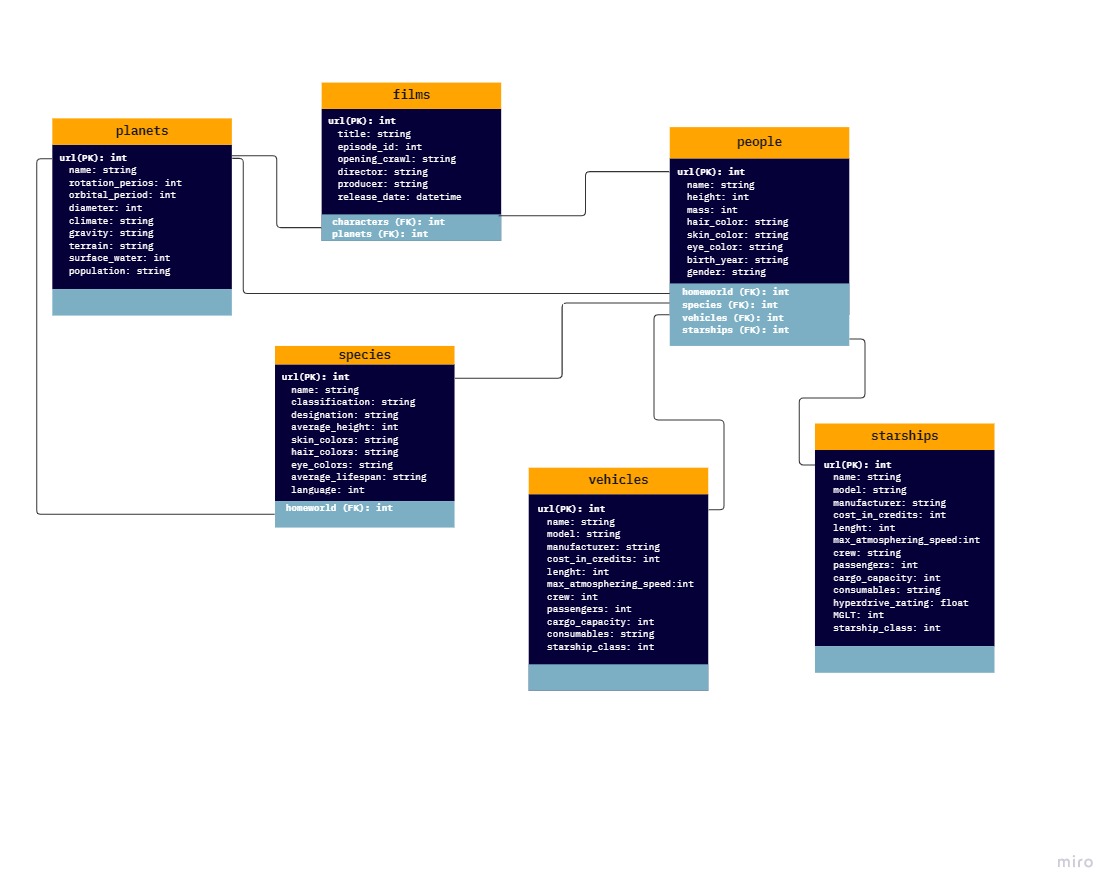 films
url(PK): int
title: string
episode_id: int
opening_crawl: string
director: string
producer: string
release_date: datetime
characters (FK): int
planets (FK): int
planets
url(PK): int
name: string
rotation_perios: int
orbital_period: int
diameter: int
climate: string
gravity: string
terrain: string
surface_water: int
population: string
people
url(PK): int
name: string
height: int
mass: int
hair_color: string
skin_color: string
eye_color: string
birth_year: string
gender: string
homeworld (FK): int
species (FK): int
vehicles (FK): int
starships (FK): int
species
url(PK): int
name: string
classification: string
designation: string
average_height: int
skin_colors: string
hair_colors: string
eye_colors: string
average_lifespan: string
language: int
homeworld (FK): int
vehicles
url(PK): int
name: string
model: string
manufacturer: string
cost_in_credits: int
lenght: int
max_atmosphering_speed:int
crew: int
passengers: int
cargo_capacity: int
consumables: string
starship_class: int
starships
url(PK): int
name: string
model: string
manufacturer: string
cost_in_credits: int
lenght: int
max_atmosphering_speed:int
crew: string
passengers: int
cargo_capacity: int
consumables: string
hyperdrive_rating: float
MGLT: int
starship_class: int
miro